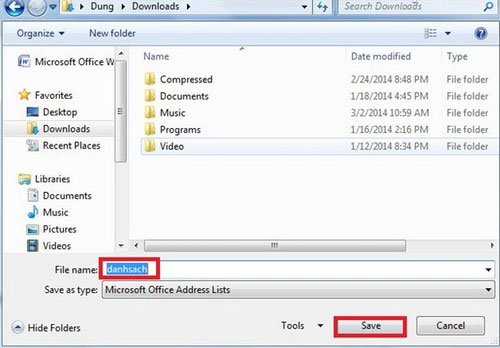 Dung ▸ Downloads ▸
Search Downloads
Organize ▾ New folder
Microsoft Office W
Favorites
Desktop
Downloads
Recent Places
Libraries
Documents
Music
Pictures
Videos
Name Date modified Type
Compressed 2/24/2014 8:48 PM File folder
Documents 1/18/2014 4:45 PM File folder
Music 3/2/2014 10:59 AM File folder
Programs 1/16/2014 2:16 PM File folder
Video 1/12/2014 8:34 PM File folder
File name: danhsach
Save as type: Microsoft Office Address Lists
Hide Folders
Tools ▾ Save Cancel